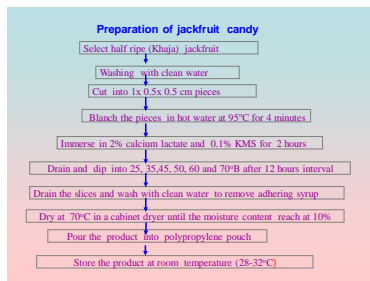 Preparation of jackfruit candy
Select half ripe (Khaja) jackfruit
Washing with clean water
Cut into 1x 0.5x 0.5 cm pieces
Blanch the pieces in hot water at 95ºC for 4 minutes
Immerse in 2% calcium lactate and 0.1% KMS for 2 hours
Drain and dip into 25, 35,45, 50, 60 and 70ºB after 12 hours interval
Drain the slices and wash with clean water to remove adhering syrup
Dry at 70ºC in a cabinet dryer until the moisture content reach at 10%
Pour the product into polypropylene pouch
Store the product at room temperature (28-32ºC)